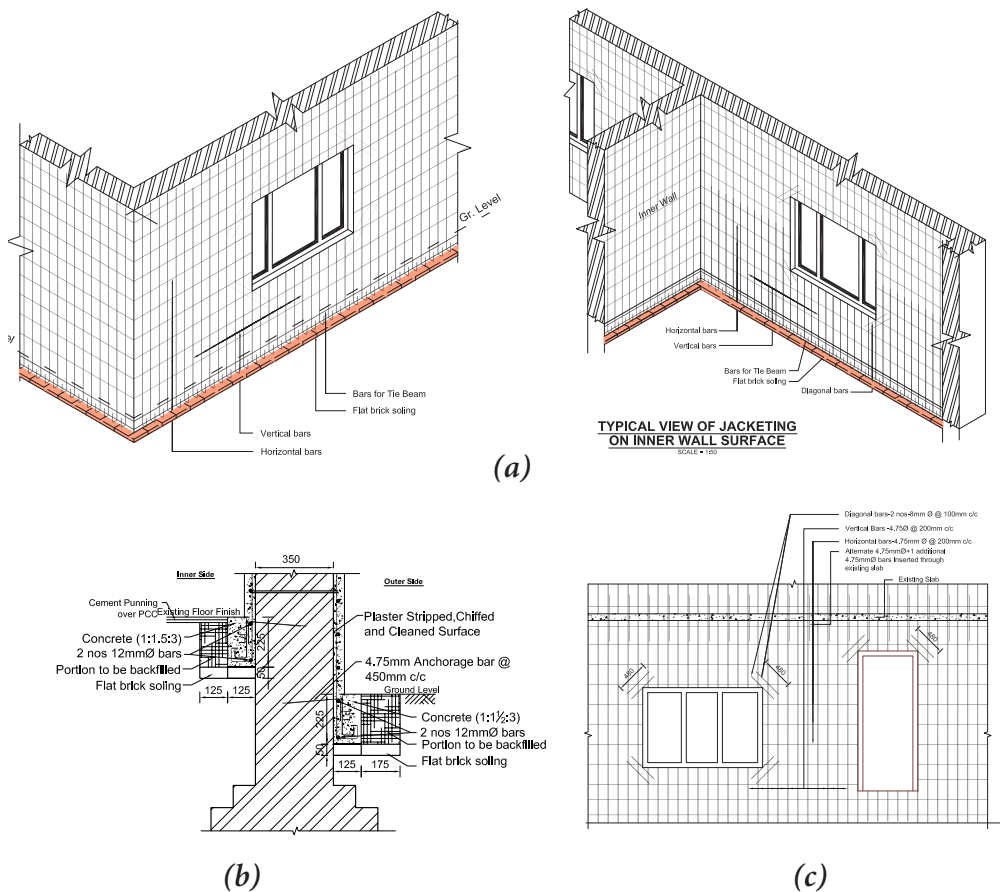 Gr. Level
Bars for Tie Beam
Flat brick soling
Vertical bars
Horizontal bars
Inner Wall
Horizontal bars
Vertical bars
Bars for Tie Beam
Flat brick soling
Diagonal bars
TYPICAL VIEW OF JACKETING
ON INNER WALL SURFACE
SCALE = 1:50
(a)
350
Inner Side
Outer Side
Cement Punning
over PCC
Existing Floor Finish
Concrete (1:1.5:3)
2 nos 12mmØ bars
Portion to be backfilled
Flat brick soling
225
50
125
125
Plaster Stripped,Chiffed
and Cleaned Surface
4.75mm Anchorage bar @
450mm c/c
Ground Level
Concrete (1:1½:3)
2 nos 12mmØ bars
Portion to be backfilled
Flat brick soling
225
50
125
175
(b)
Diagonal bars-2 nos-8mm Ø @ 100mm c/c
Vertical Bars -4.75Ø @ 200mm c/c
Horizontal bars-4.75mm Ø @ 200mm c/c
Alternate 4.75mmØ+1 additional
4.75mmØ bars Inserted through
existing slab
Existing Slab
480
480
480
(c)